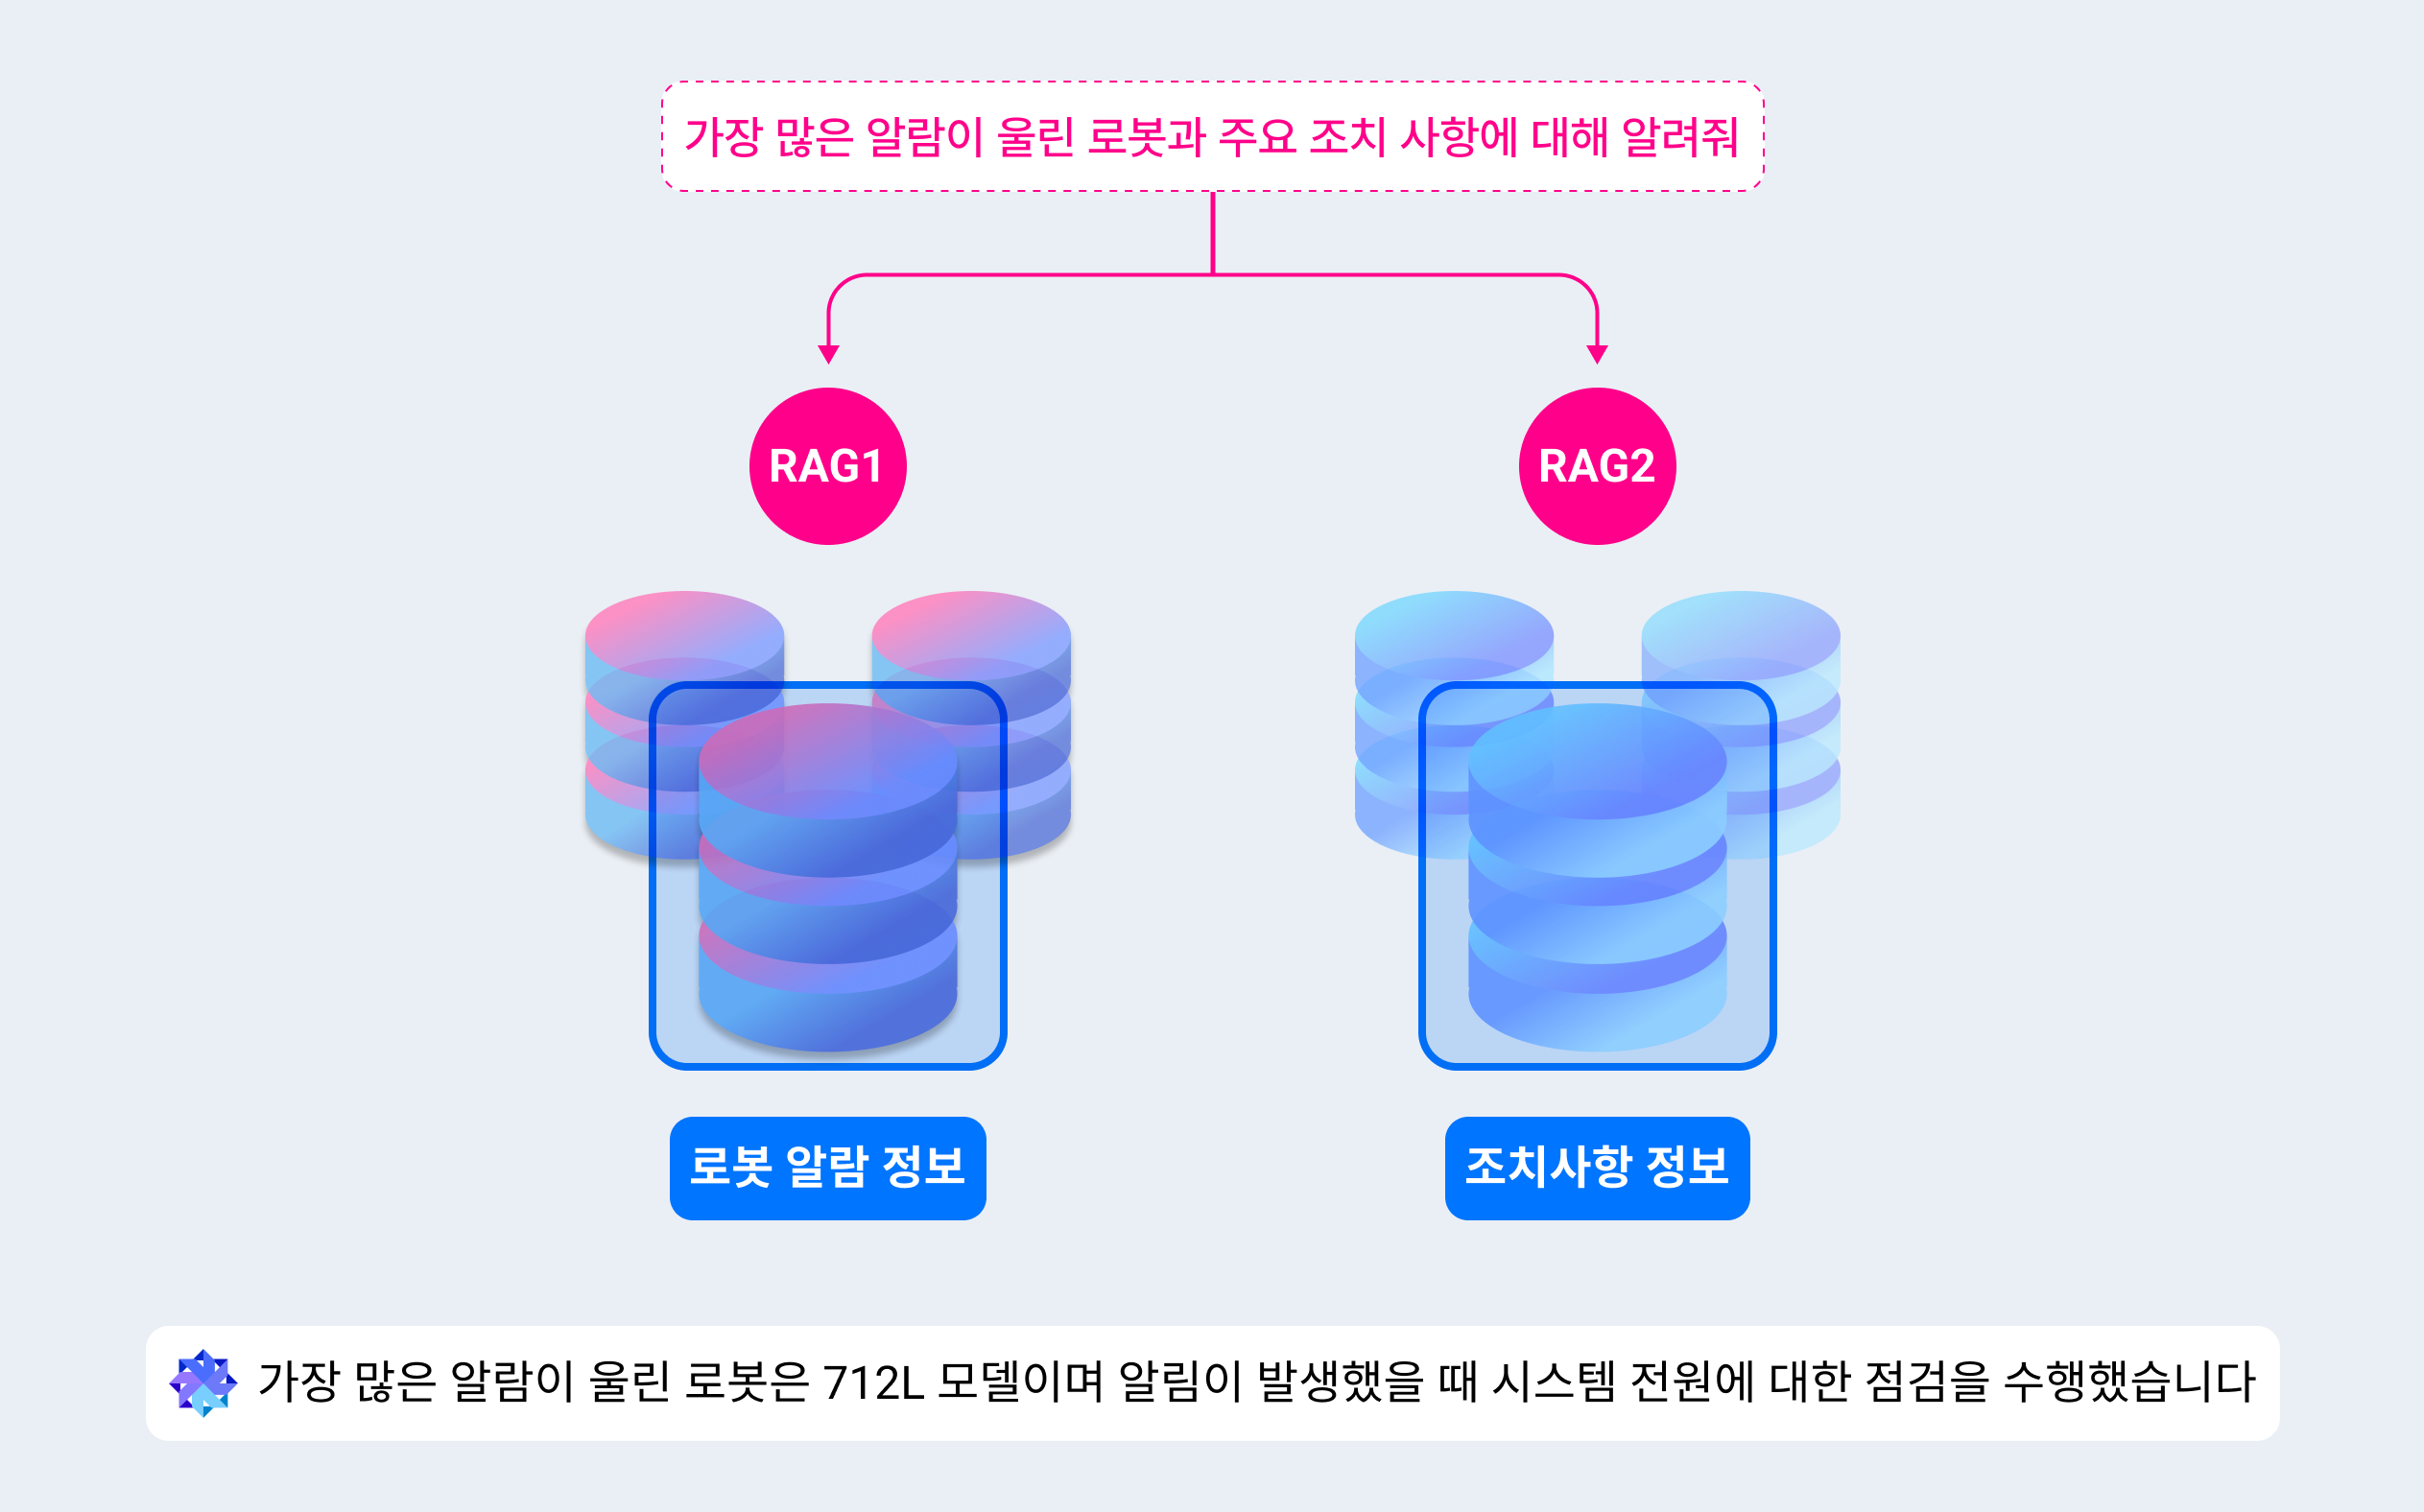 가장 많은 알람이 울린 로봇과 주요 조치 사항에 대해 알려줘
RAG1
RAG2
로봇 알람 정보
조치사항 정보
가장 많은 알람이 울린 로봇은 712L 모델이며 알람이 발생했을 때 시스템 전원에 대한 점검을 수행했습니다